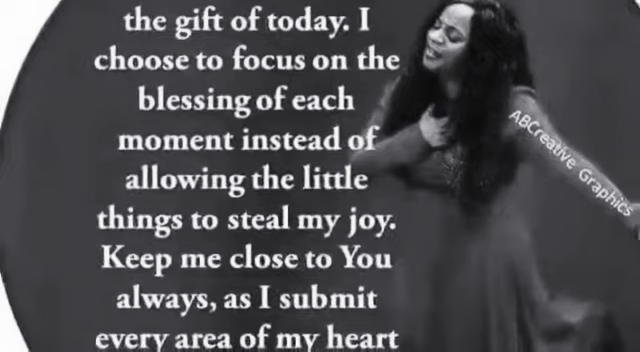 the gift of today. I
choose to focus on the
blessing of each
moment instead of
allowing the little
things to steal my joy.
Keep me close to You
always, as I submit
every area of my heart
ABCreative Graphics